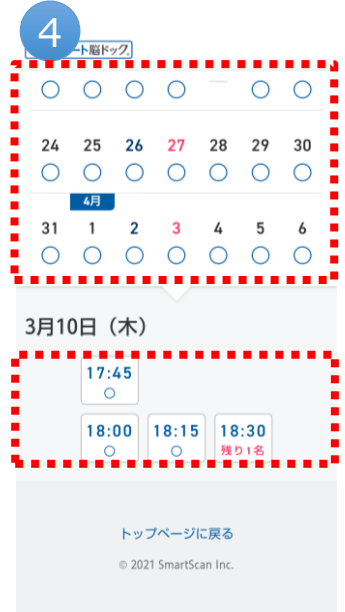 4
ート脳ドック
○ ○ ○ ○ — ○ ○
24 25 26 27 28 29 30
○ ○ ○ ○ ○ ○ ○
4月
31 1 2 3 4 5 6
○ ○ ○ ○ ○ ○ ○
3月10日（木）
17:45
○
18:00 18:15 18:30
○ ○ 残り1名
トップページに戻る
© 2021 SmartScan Inc.